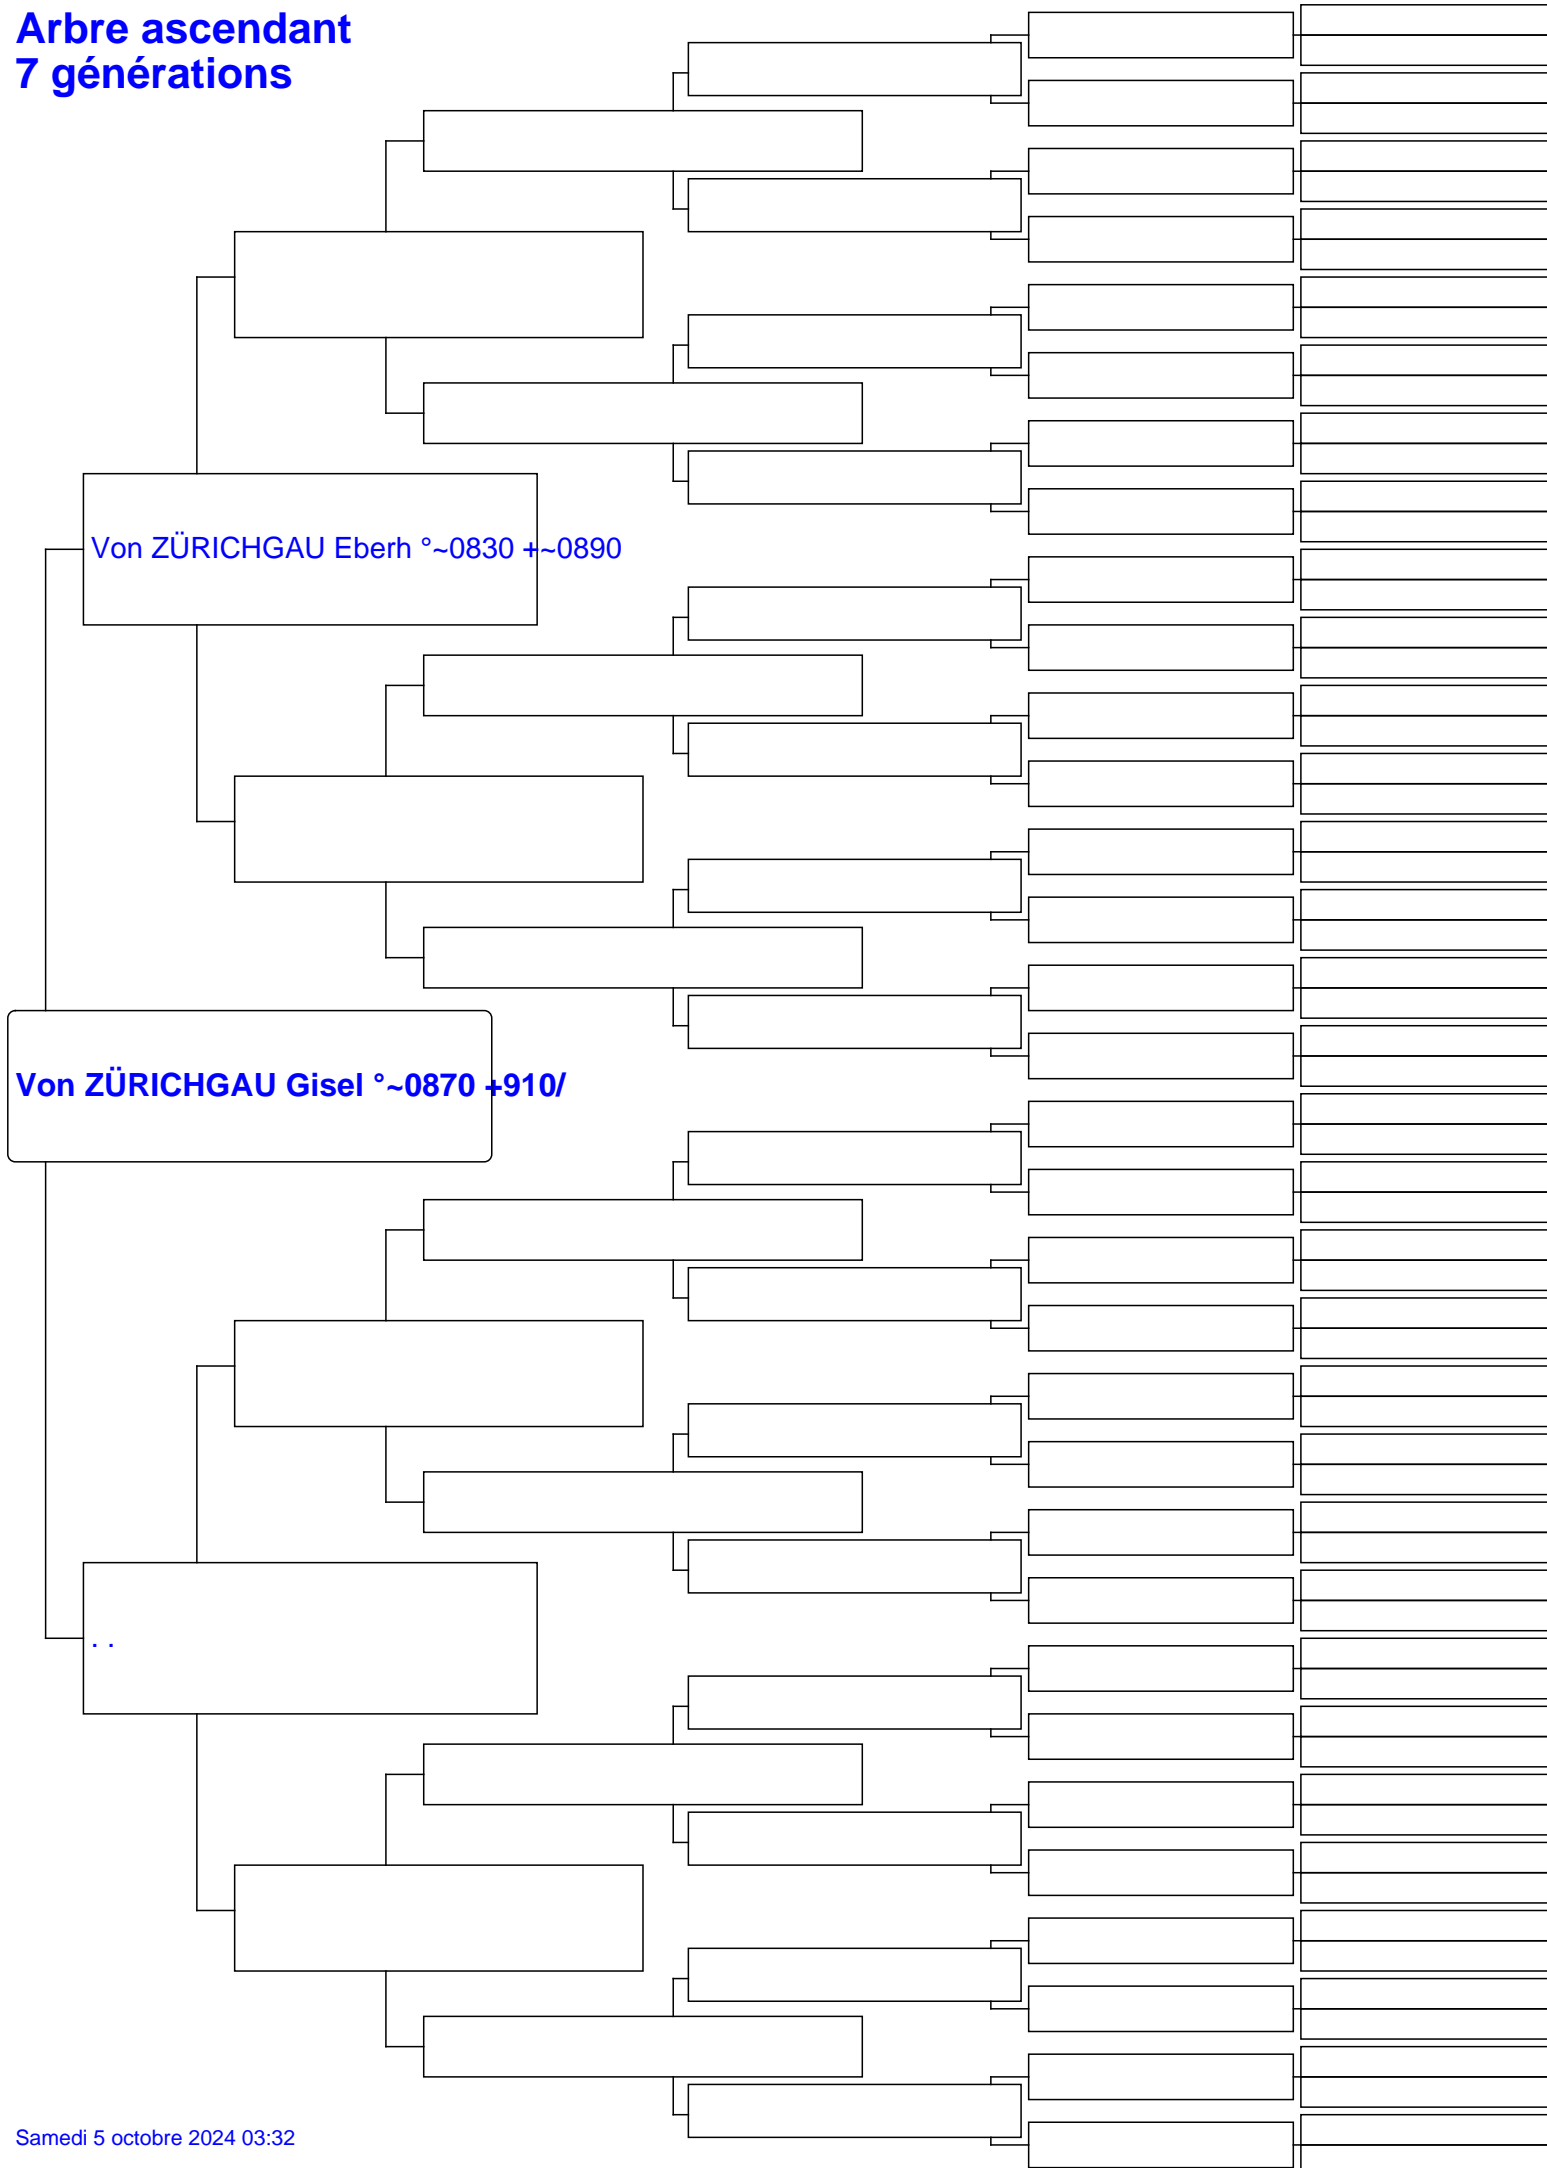 Arbre ascendant
7 générations
Von ZÜRICHGAU Eberh °~0830 +~0890
Von ZÜRICHGAU Gisel °~0870 +910/
. .
Samedi 5 octobre 2024 03:32